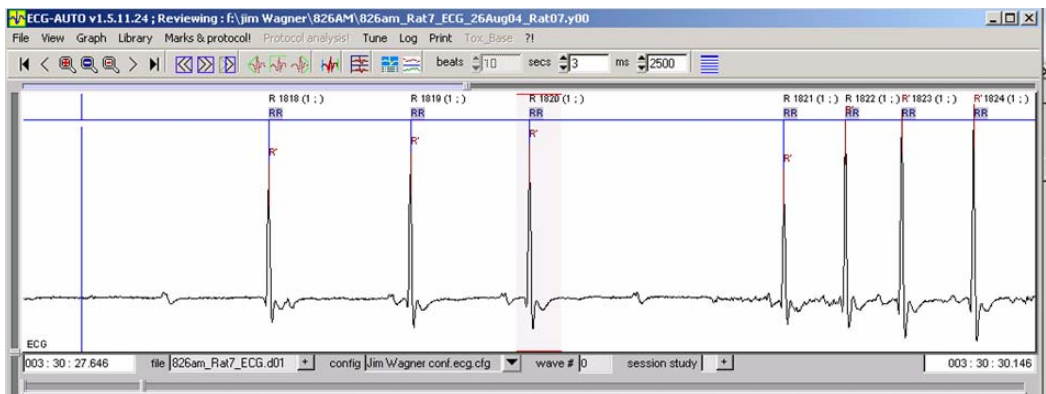 ECG-AUTO v1.5.11.24 ; Reviewing : f:\jim Wagner\826AM\826am_Rat7_ECG_26Aug04_Rat07.y00
File View Graph Library Marks & protocol! Protocol analysis! Tune Log Print Tox_Base ?!
beats 10 secs 3 ms 2500
R 1818 (1 ; ) R 1819 (1 ; ) R 1820 (1 ; ) R 1821 (1 ; ) R 1822 (1 ; ) R' 1823 (1 ; ) R' 1824 (1 ; )
RR RR RR RR RR RR RR
R' R' R' R'
ECG
003 : 30 : 27.646 file 826am_Rat7_ECG.d01 + config Jim Wagner conf.ecg.cfg wave # 0 session study + 003 : 30 : 30.146